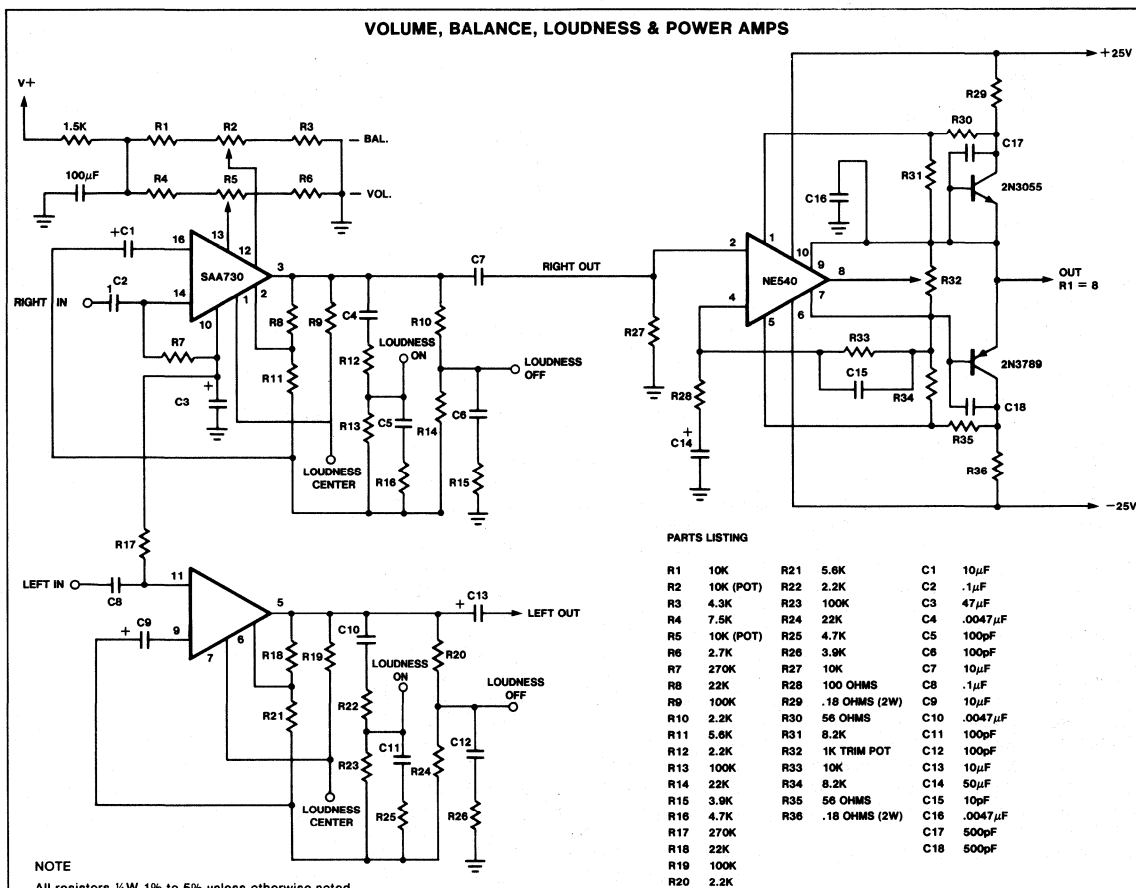 VOLUME, BALANCE, LOUDNESS & POWER AMPS
V+
1.5K
R1
R2
R3
– BAL.
100µF
R4
R5
R6
– VOL.
+C1
16
13
12
SAA730
3
C2
1
RIGHT IN
14
10
1
2
R7
C3
+
R8
R9
C4
R10
R11
R12
LOUDNESS
ON
LOUDNESS
OFF
R13
C5
R14
C6
R16
R15
LOUDNESS
CENTER
C7
RIGHT OUT
R27
2
4
NE540
1
10
9
8
7
6
5
C16
R28
+
C14
R33
C15
R29
R30
C17
R31
2N3055
R32
OUT
R1 = 8
2N3789
R34
C18
R35
R36
+25V
−25V
R17
LEFT IN
C8
11
+
C9
9
7
6
5
R18
R19
C10
R20
+
C13
LEFT OUT
LOUDNESS
ON
LOUDNESS
OFF
R21
R22
R23
C11
R24
C12
R25
R26
LOUDNESS
CENTER
PARTS LISTING
R1 10K R21 5.6K C1 10µF
R2 10K (POT) R22 2.2K C2 .1µF
R3 4.3K R23 100K C3 47µF
R4 7.5K R24 22K C4 .0047µF
R5 10K (POT) R25 4.7K C5 100pF
R6 2.7K R26 3.9K C6 100pF
R7 270K R27 10K C7 10µF
R8 22K R28 100 OHMS C8 .1µF
R9 100K R29 .18 OHMS (2W) C9 10µF
R10 2.2K R30 56 OHMS C10 .0047µF
R11 5.6K R31 8.2K C11 100pF
R12 2.2K R32 1K TRIM POT C12 100pF
R13 100K R33 10K C13 10µF
R14 22K R34 8.2K C14 50µF
R15 3.9K R35 56 OHMS C15 10pF
R16 4.7K R36 .18 OHMS (2W) C16 .0047µF
R17 270K C17 500pF
R18 22K C18 500pF
R19 100K
R20 2.2K
NOTE
All resistors ¼W 1% to 5% unless otherwise noted